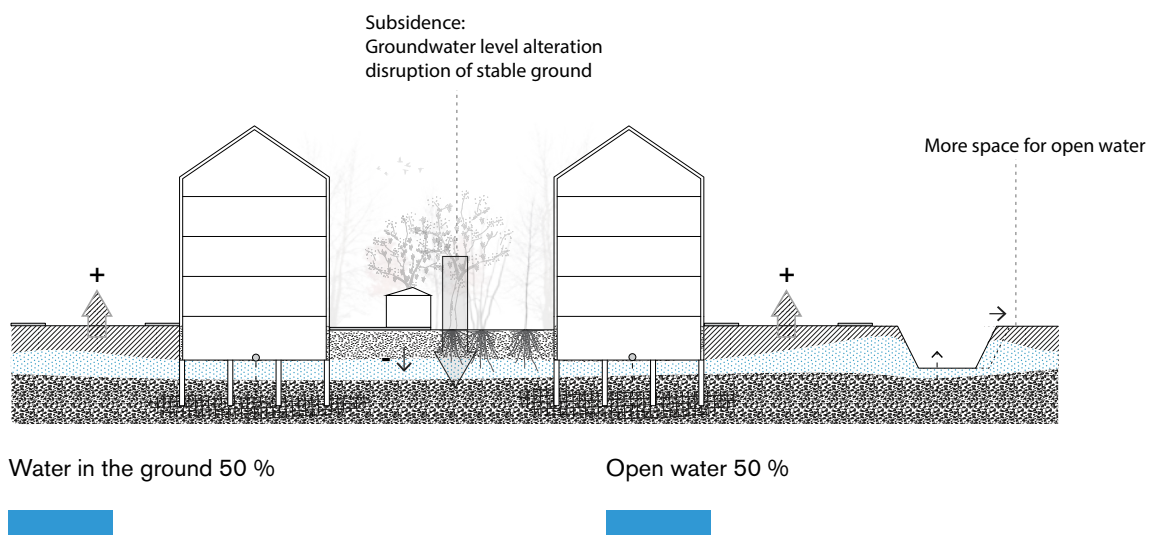 Subsidence:
Groundwater level alteration
disruption of stable ground
More space for open water
+
+
-
Water in the ground 50 %
Open water 50 %